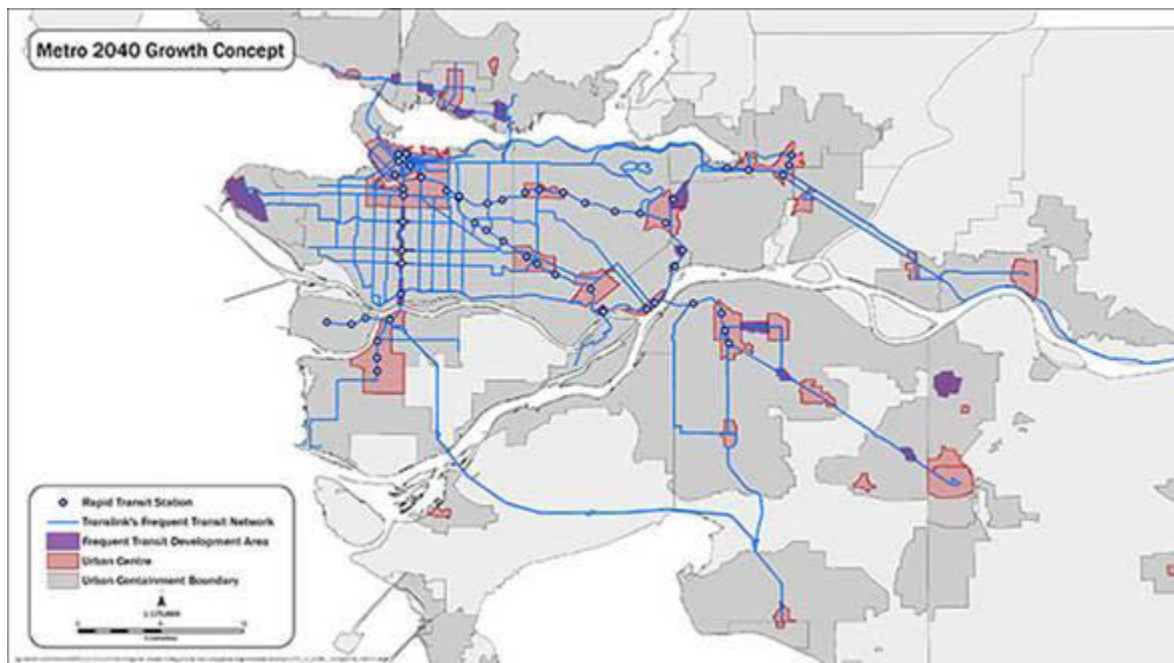 Metro 2040 Growth Concept
Rapid Transit Station
Translink's Frequent Transit Network
Frequent Transit Development Area
Urban Centre
Urban Containment Boundary